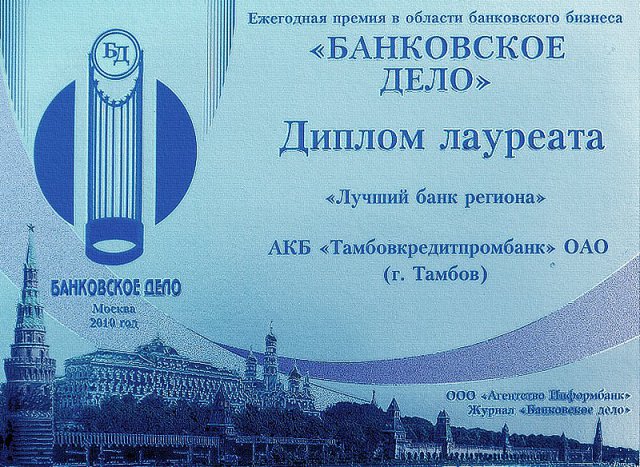 Ежегодная премия в области банковского бизнеса
«БАНКОВСКОЕ
ДЕЛО»
Диплом лауреата
«Лучший банк региона»
АКБ «Тамбовкредитпромбанк» ОАО
(г. Тамбов)
БД
БАНКОВСКОЕ ДЕЛО
Москва
2010 год
ООО «Агентство Информбанк»
Журнал «Банковское дело»